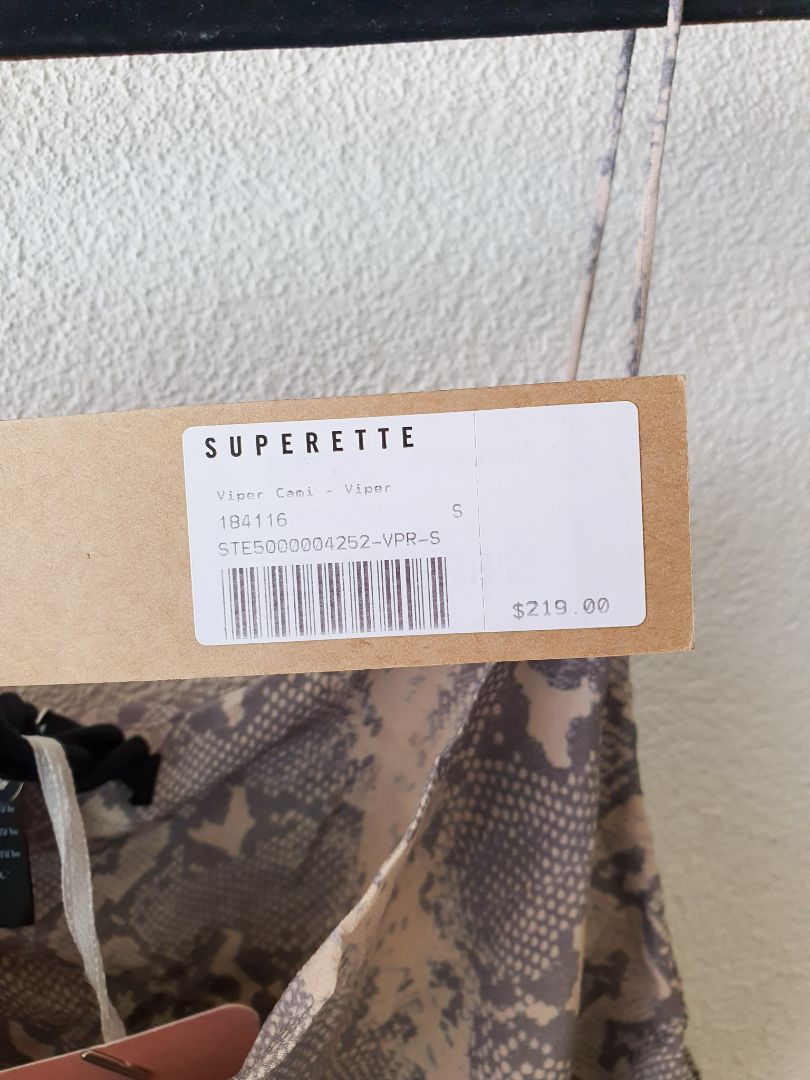 SUPERETTE
Viper Cami - Viper
184116 S
STE5000004252-VPR-S
$219.00